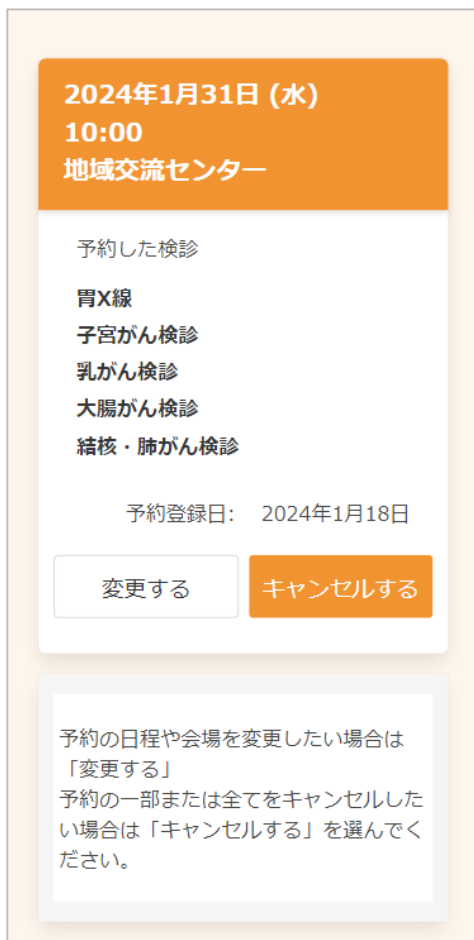 2024年1月31日 (水)
10:00
地域交流センター
予約した検診
胃X線
子宮がん検診
乳がん検診
大腸がん検診
結核・肺がん検診
予約登録日: 2024年1月18日
変更する キャンセルする
予約の日程や会場を変更したい場合は
「変更する」
予約の一部または全てをキャンセルした
い場合は「キャンセルする」を選んでく
ださい。